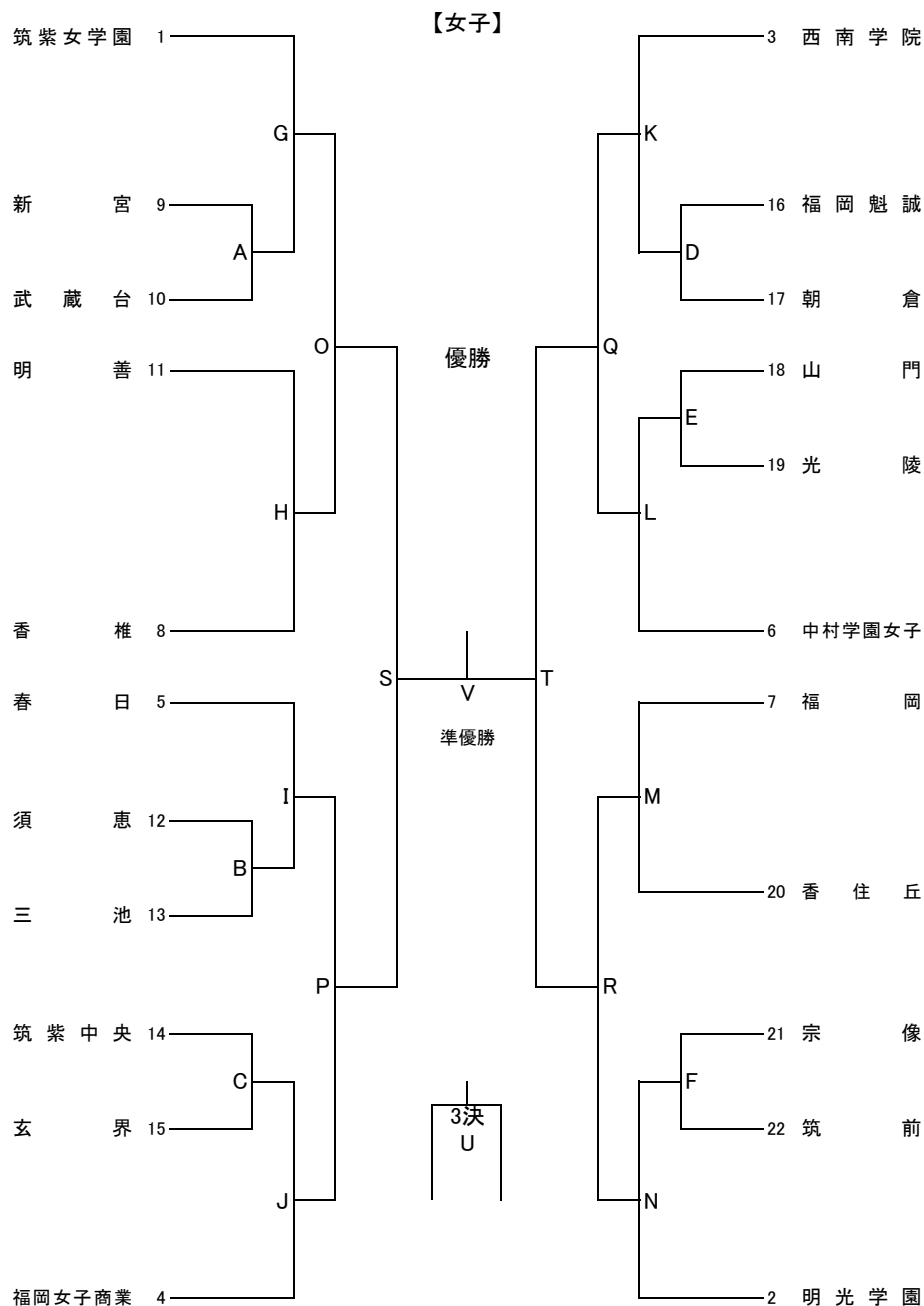 【女子】
筑紫女学園 1
G
新宮 9
A
武蔵台 10
O
明善 11
H
香椎 8
S
春日 5
I
須恵 12
B
三池 13
P
筑紫中央 14
C
玄界 15
J
福岡女子商業 4
優勝
V
準優勝
3決
U
3 西南学院
K
16 福岡魁誠
D
17 朝倉
Q
18 山門
E
19 光陵
L
6 中村学園女子
T
7 福岡
M
20 香住丘
R
21 宗像
F
22 筑前
N
2 明光学園